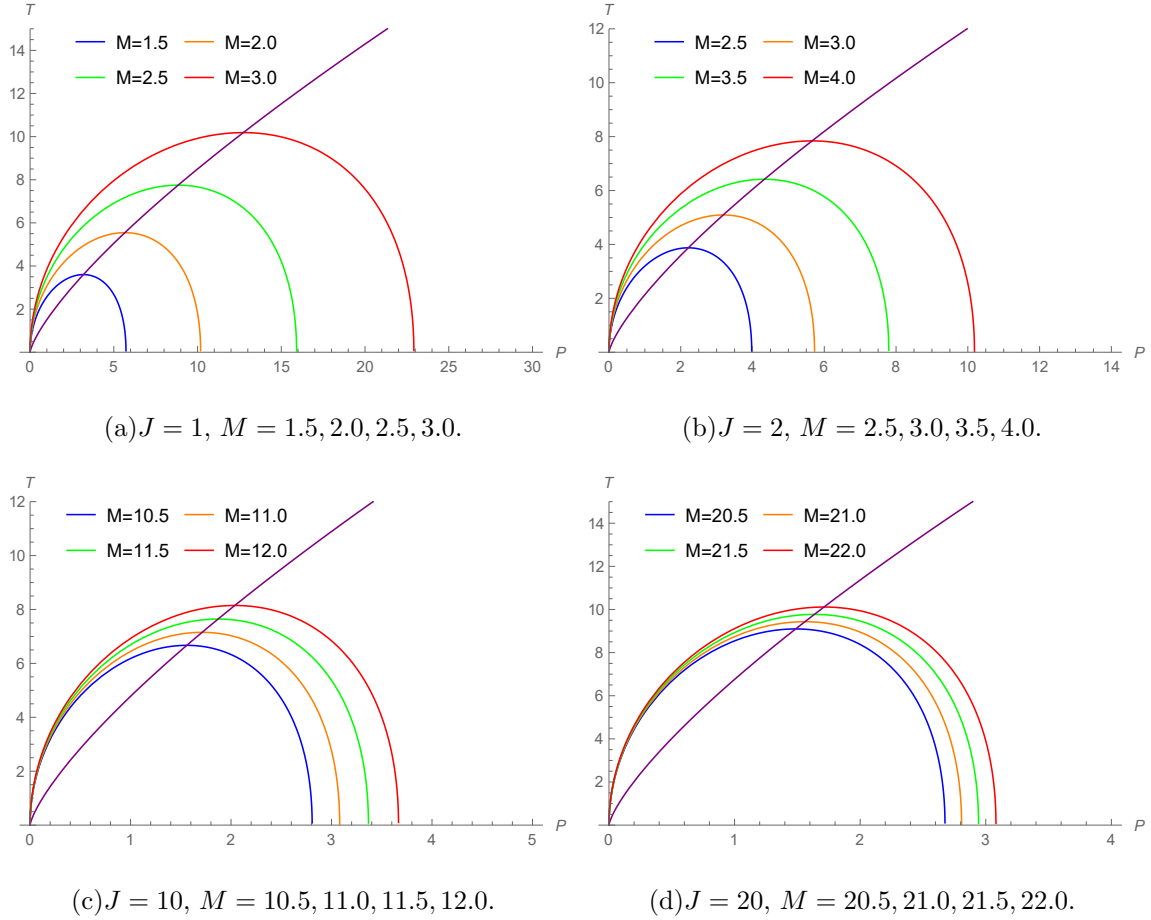 T
M=1.5 M=2.0
M=2.5 M=3.0
14
12
10
8
6
4
2
0 5 10 15 20 25 30
P
(a)J = 1, M = 1.5, 2.0, 2.5, 3.0.
T
M=2.5 M=3.0
M=3.5 M=4.0
12
10
8
6
4
2
0 2 4 6 8 10 12 14
P
(b)J = 2, M = 2.5, 3.0, 3.5, 4.0.
T
M=10.5 M=11.0
M=11.5 M=12.0
12
10
8
6
4
2
0 1 2 3 4 5
P
(c)J = 10, M = 10.5, 11.0, 11.5, 12.0.
T
M=20.5 M=21.0
M=21.5 M=22.0
14
12
10
8
6
4
2
0 1 2 3 4
P
(d)J = 20, M = 20.5, 21.0, 21.5, 22.0.